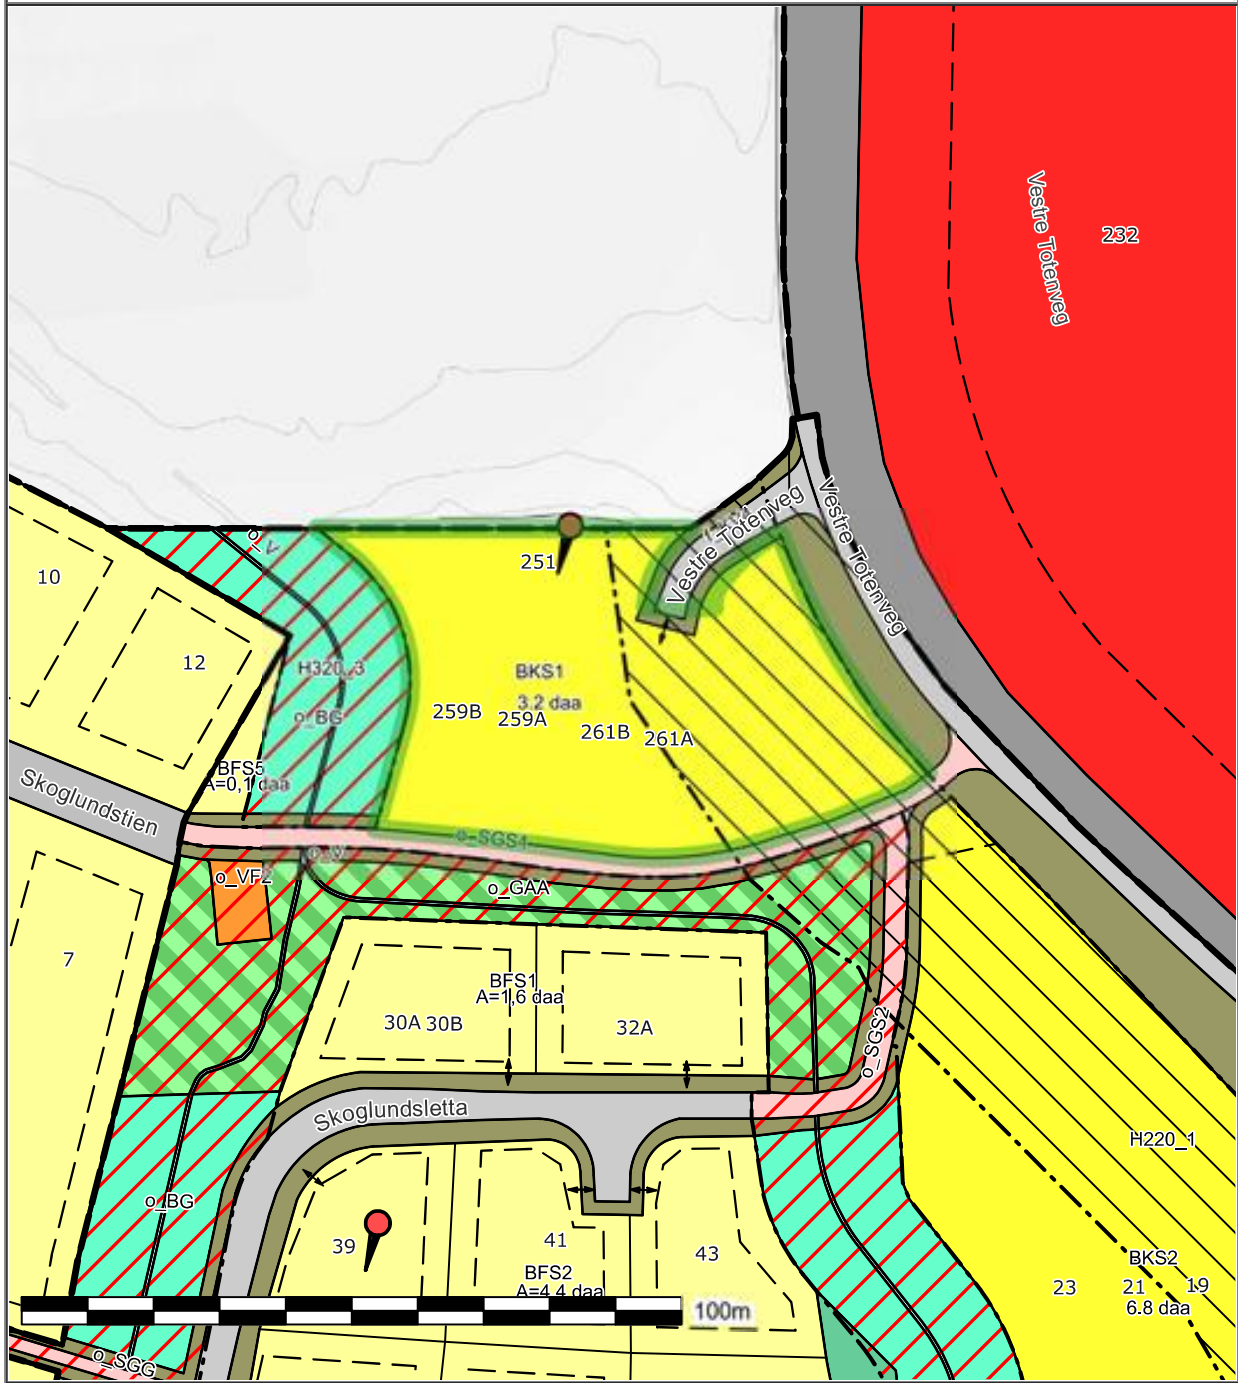 Vestre Totenveg
232
Vestre Totenveg
Vestre Totenveg
o_V
251
10
12
H320_3
o_BG
BKS1
3.2 daa
259B
259A
261B
261A
BFS5
A=0,1 daa
Skoglundstien
o_SGS1
o_V
o_VF2
o_GAA
7
BFS1
A=1,6 daa
30A 30B
32A
o_SGS2
Skoglundsletta
H220_1
o_BG
39
41
43
BFS2
A=4,4 daa
BKS2
23
21
19
6.8 daa
100m
o_SGG